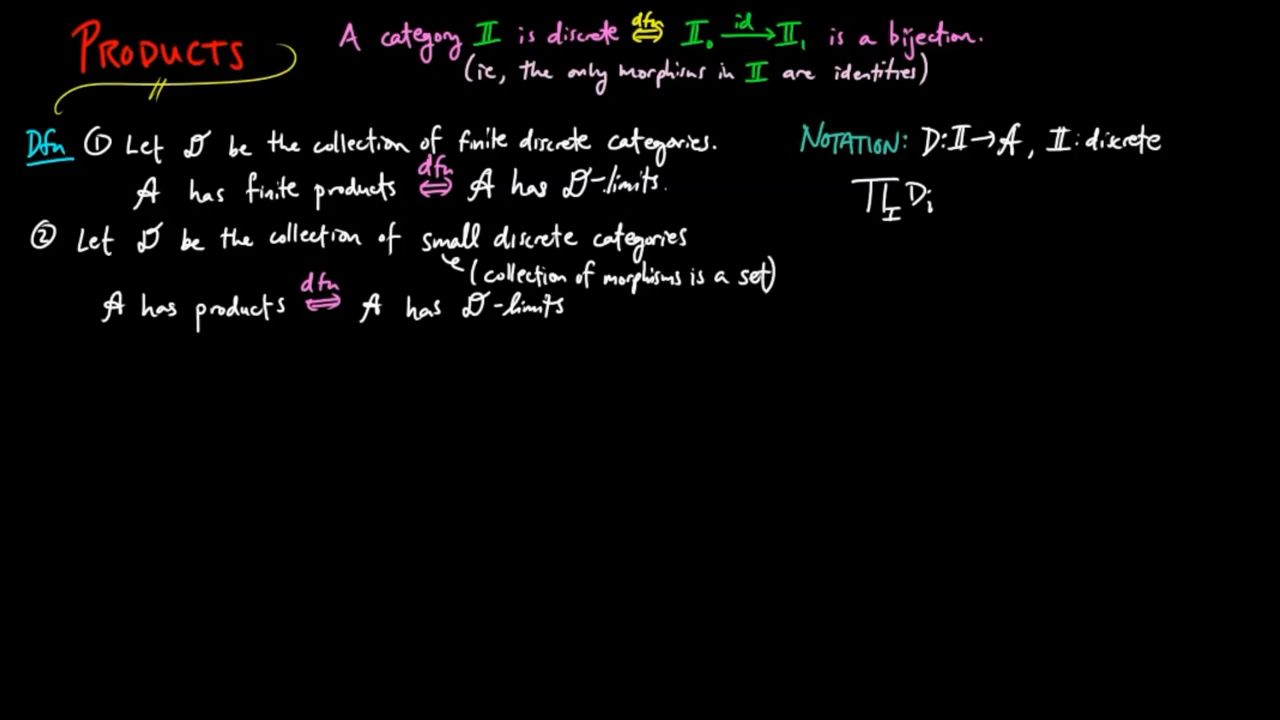 PRODUCTS
A category 𝕀 is discrete dfn ⇔ 𝕀₀ id → 𝕀₁ is a bijection.
(ie, the only morphisms in 𝕀 are identities)
Dfn ① Let 𝒟 be the collection of finite discrete categories.
𝒜 has finite products dfn ⇔ 𝒜 has 𝒟-limits.
② Let 𝒟 be the collection of small discrete categories
(collection of morphisms is a set)
𝒜 has products dfn ⇔ 𝒜 has 𝒟-limits
NOTATION: D:𝕀→𝒜, 𝕀: discrete
∏_I D_i